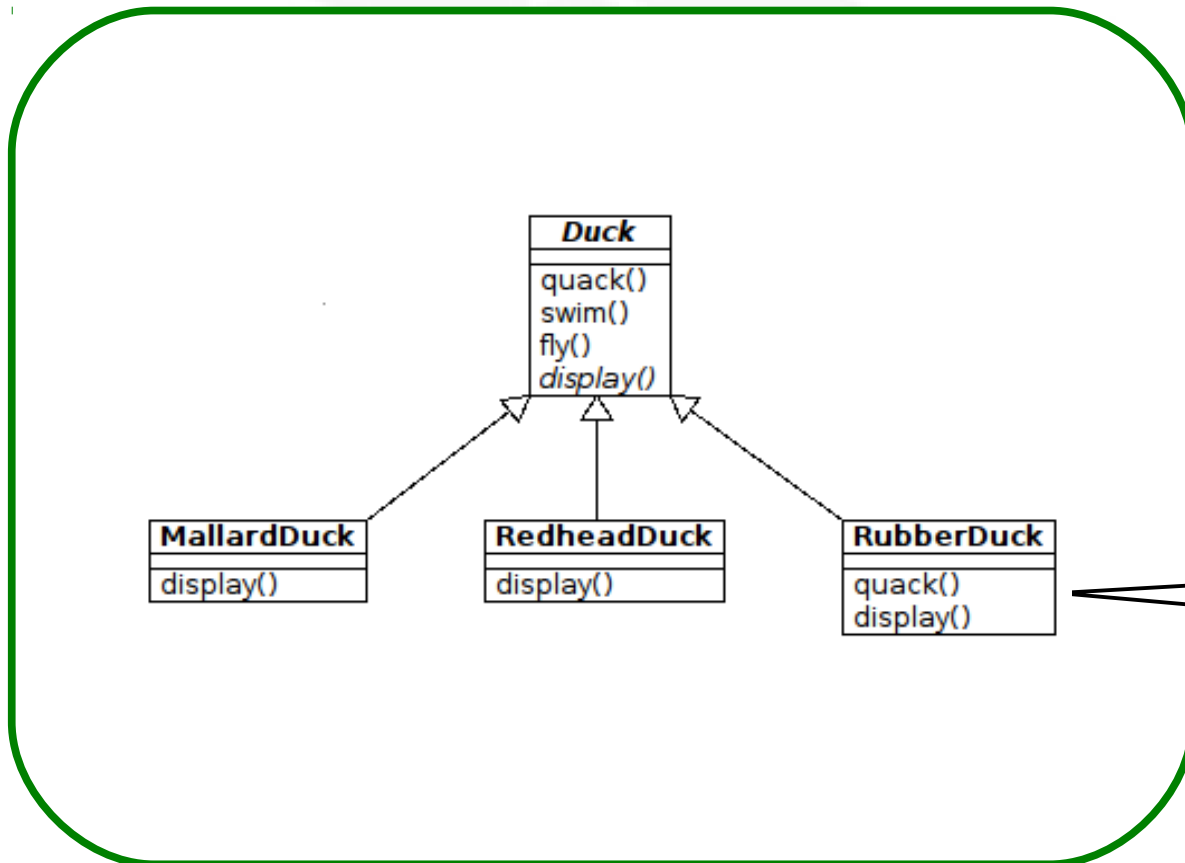 Duck
quack()
swim()
fly()
display()
MallardDuck
display()
RedheadDuck
display()
RubberDuck
quack()
display()